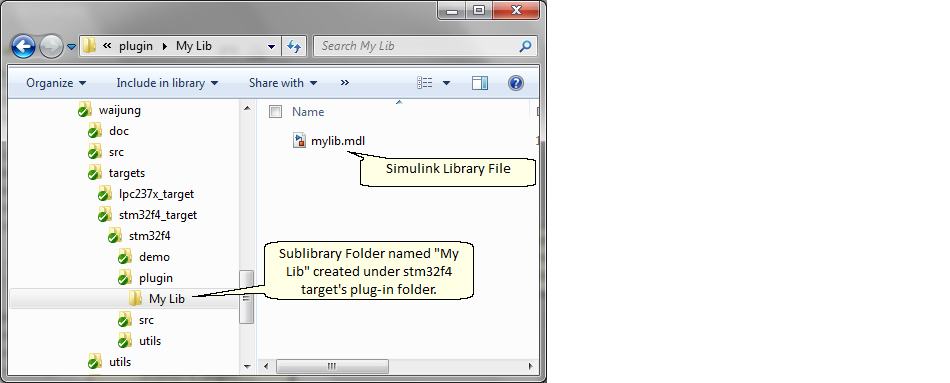 « plugin ▸ My Lib
Search My Lib
Organize
Include in library
Share with
»
waijung
doc
src
targets
lpc237x_target
stm32f4_target
stm32f4
demo
plugin
My Lib
src
utils
utils
Name
mylib.mdl
Simulink Library File
Sublibrary Folder named "My
Lib" created under stm32f4
target's plug-in folder.